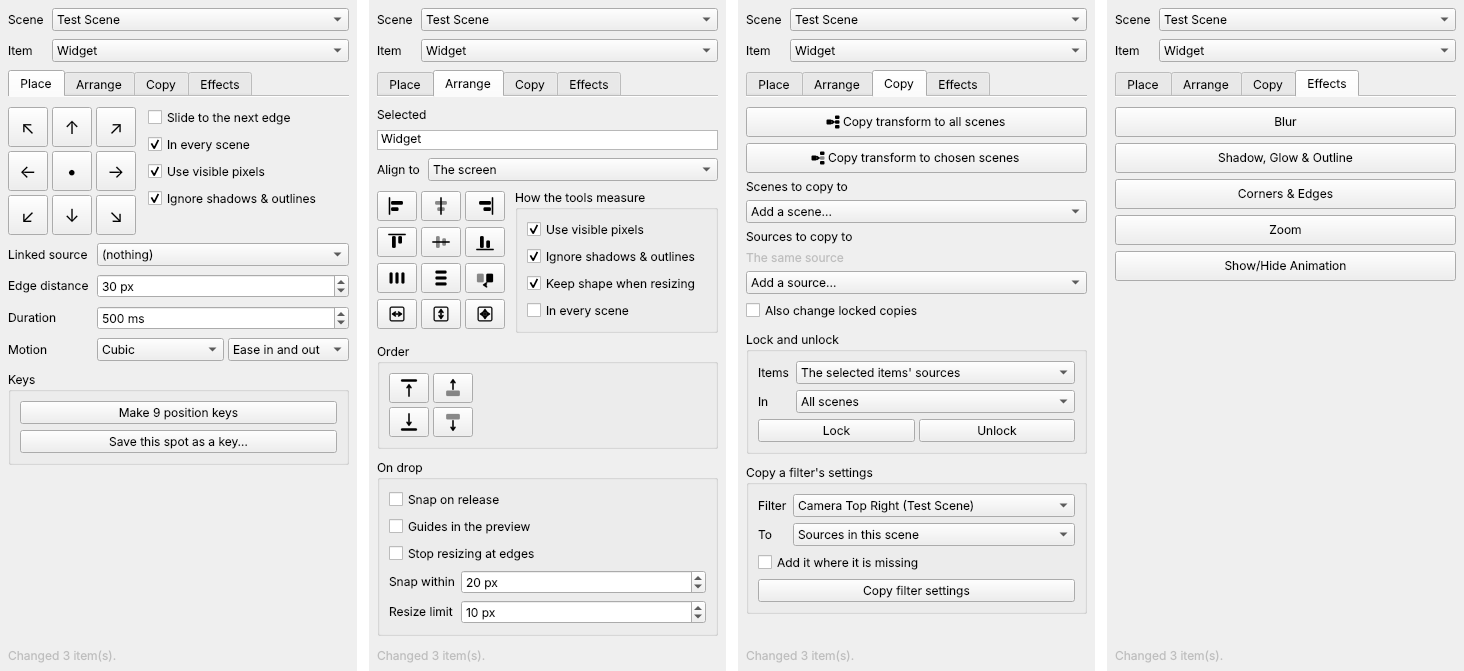 Scene Test Scene
Item Widget
Place Arrange Copy Effects
Slide to the next edge
In every scene
Use visible pixels
Ignore shadows & outlines
Linked source (nothing)
Edge distance 30 px
Duration 500 ms
Motion Cubic Ease in and out
Keys
Make 9 position keys
Save this spot as a key...
Changed 3 item(s).
Scene Test Scene
Item Widget
Place Arrange Copy Effects
Selected
Widget
Align to The screen
How the tools measure
Use visible pixels
Ignore shadows & outlines
Keep shape when resizing
In every scene
Order
On drop
Snap on release
Guides in the preview
Stop resizing at edges
Snap within 20 px
Resize limit 10 px
Changed 3 item(s).
Scene Test Scene
Item Widget
Place Arrange Copy Effects
Copy transform to all scenes
Copy transform to chosen scenes
Scenes to copy to
Add a scene...
Sources to copy to
The same source
Add a source...
Also change locked copies
Lock and unlock
Items The selected items' sources
In All scenes
Lock Unlock
Copy a filter's settings
Filter Camera Top Right (Test Scene)
To Sources in this scene
Add it where it is missing
Copy filter settings
Changed 3 item(s).
Scene Test Scene
Item Widget
Place Arrange Copy Effects
Blur
Shadow, Glow & Outline
Corners & Edges
Zoom
Show/Hide Animation
Changed 3 item(s).